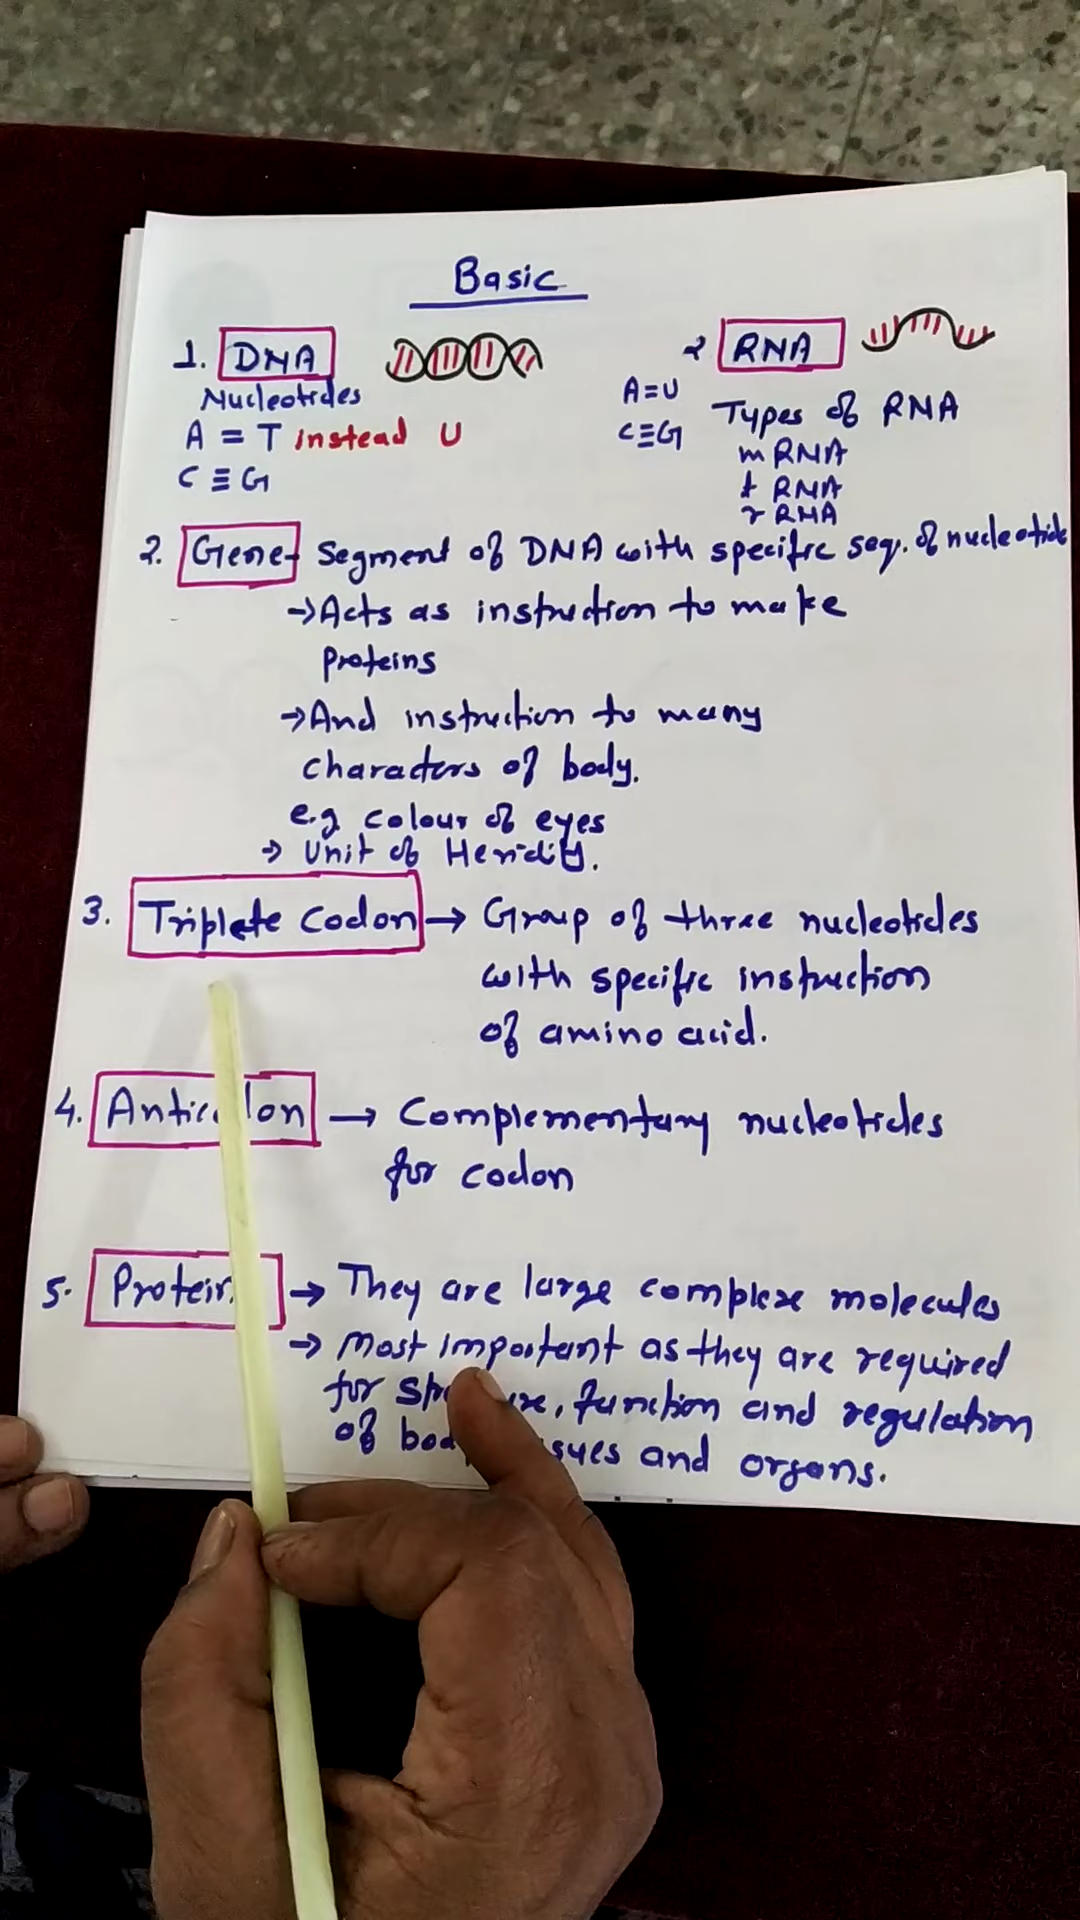 Basic
1. DNA
Nucleotides
A = T instead U
C ≡ G
2 RNA
A=U
C≡G
Types of RNA
mRNA
t RNA
r RNA
2. Gene- Segment of DNA with specific seq. of nucleotide
→Acts as instruction to make
Proteins
→And instruction to many
characters of body.
e.g colour of eyes
→ Unit of Heridity.
3. Triplete Codon → Group of three nucleotides
with specific instruction
of amino acid.
4. → Complementary nucleotides
for codon
5. Protein → They are large complexe molecules
→ Most important as they are required
for function and regulation
of and organs.